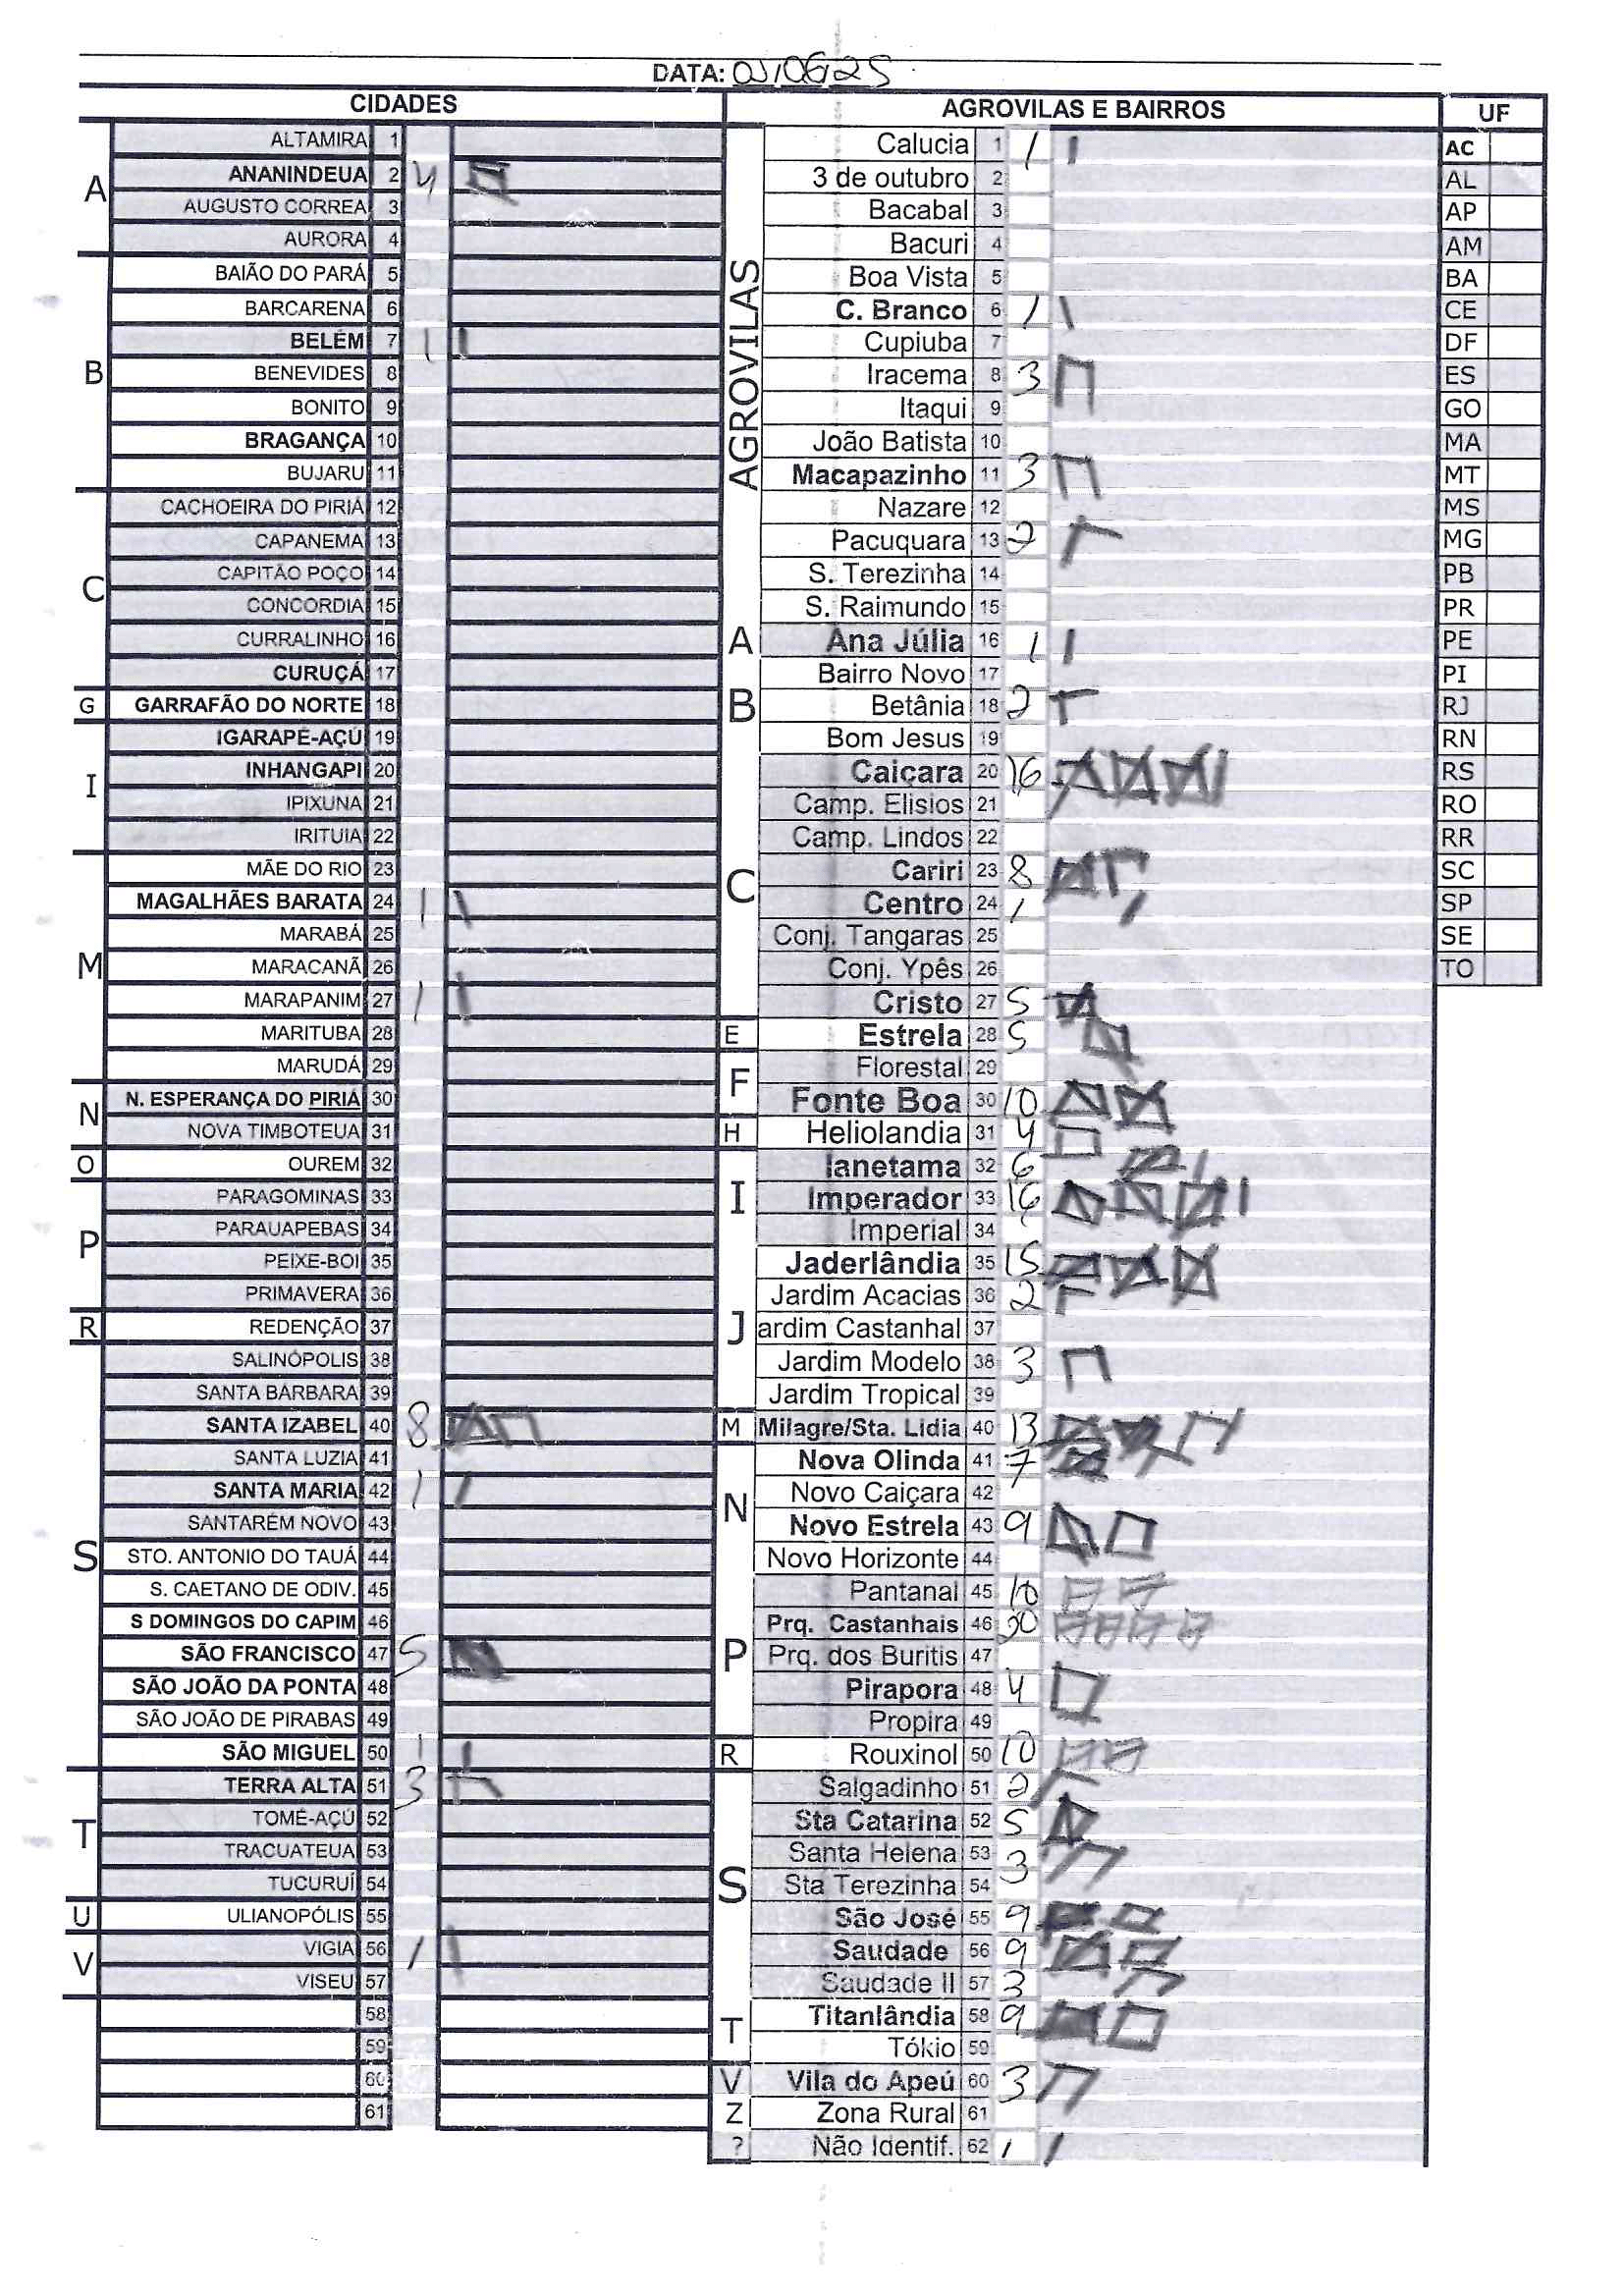 DATA: 01/06/25
CIDADES
A
ALTAMIRA 1
ANANINDEUA 2 4
AUGUSTO CORREA 3
AURORA 4
B
BAIÃO DO PARÁ 5
BARCARENA 6
BELÉM 7 1
BENEVIDES 8
BONITO 9
BRAGANÇA 10
BUJARU 11
C
CACHOEIRA DO PIRIÁ 12
CAPANEMA 13
CAPITÃO POÇO 14
CONCORDIA 15
CURRALINHO 16
CURUÇÁ 17
G
GARRAFÃO DO NORTE 18
I
IGARAPÉ-AÇÚ 19
INHANGAPI 20
IPIXUNA 21
IRITUIA 22
M
MÃE DO RIO 23
MAGALHÃES BARATA 24 1
MARABÁ 25
MARACANÃ 26
MARAPANIM 27 1
MARITUBA 28
MARUDÁ 29
N
N. ESPERANÇA DO PIRIÁ 30
NOVA TIMBOTEUA 31
O
OUREM 32
P
PARAGOMINAS 33
PARAUAPEBAS 34
PEIXE-BOI 35
PRIMAVERA 36
R
REDENÇÃO 37
S
SALINÓPOLIS 38
SANTA BÁRBARA 39
SANTA IZABEL 40 8
SANTA LUZIA 41
SANTA MARIA 42 1
SANTARÉM NOVO 43
STO. ANTONIO DO TAUÁ 44
S. CAETANO DE ODIV. 45
S DOMINGOS DO CAPIM 46
SÃO FRANCISCO 47 5
SÃO JOÃO DA PONTA 48
SÃO JOÃO DE PIRABAS 49
SÃO MIGUEL 50 1
T
TERRA ALTA 51 3
TOMÉ-AÇÚ 52
TRACUATEUA 53
TUCURUÍ 54
U
ULIANOPÓLIS 55
V
VIGIA 56 1
VISEU 57
58
59
60
61
AGROVILAS E BAIRROS
AGROVILAS
Calucia 1 1
3 de outubro 2
Bacabal 3
Bacuri 4
Boa Vista 5
C. Branco 6 1
Cupiuba 7
Iracema 8 3
Itaqui 9
João Batista 10
Macapazinho 11 3
Nazare 12
Pacuquara 13 2
S. Terezinha 14
S. Raimundo 15
A
Ana Júlia 16 1
B
Bairro Novo 17
Betânia 18 2
Bom Jesus 19
C
Caiçara 20 16
Camp. Elisios 21
Camp. Lindos 22
Cariri 23 8
Centro 24 1
Conj. Tangaras 25
Conj. Ypês 26
Cristo 27 5
E
Estrela 28 5
F
Florestal 29
Fonte Boa 30 10
H
Heliolandia 31 4
I
Ianetama 32 6
Imperador 33 16
Imperial 34
J
Jaderlândia 35 15
Jardim Acacias 36 2
ardim Castanhal 37
Jardim Modelo 38 3
Jardim Tropical 39
M
Milagre/Sta. Lidia 40 13
N
Nova Olinda 41 7
Novo Caiçara 42
Novo Estrela 43 9
Novo Horizonte 44
P
Pantanal 45 10
Prq. Castanhais 46 20
Prq. dos Buritis 47
Pirapora 48 4
Propira 49
R
Rouxinol 50 10
S
Salgadinho 51 2
Sta Catarina 52 5
Santa Helena 53 3
Sta Terezinha 54
São José 55 9
Saudade 56 9
Saudade II 57 3
T
Titanlândia 58 9
Tókio 59
V
Vila do Apeú 60 3
Z
Zona Rural 61
?
Não Identif. 62 1
UF
AC
AL
AP
AM
BA
CE
DF
ES
GO
MA
MT
MS
MG
PB
PR
PE
PI
RJ
RN
RS
RO
RR
SC
SP
SE
TO